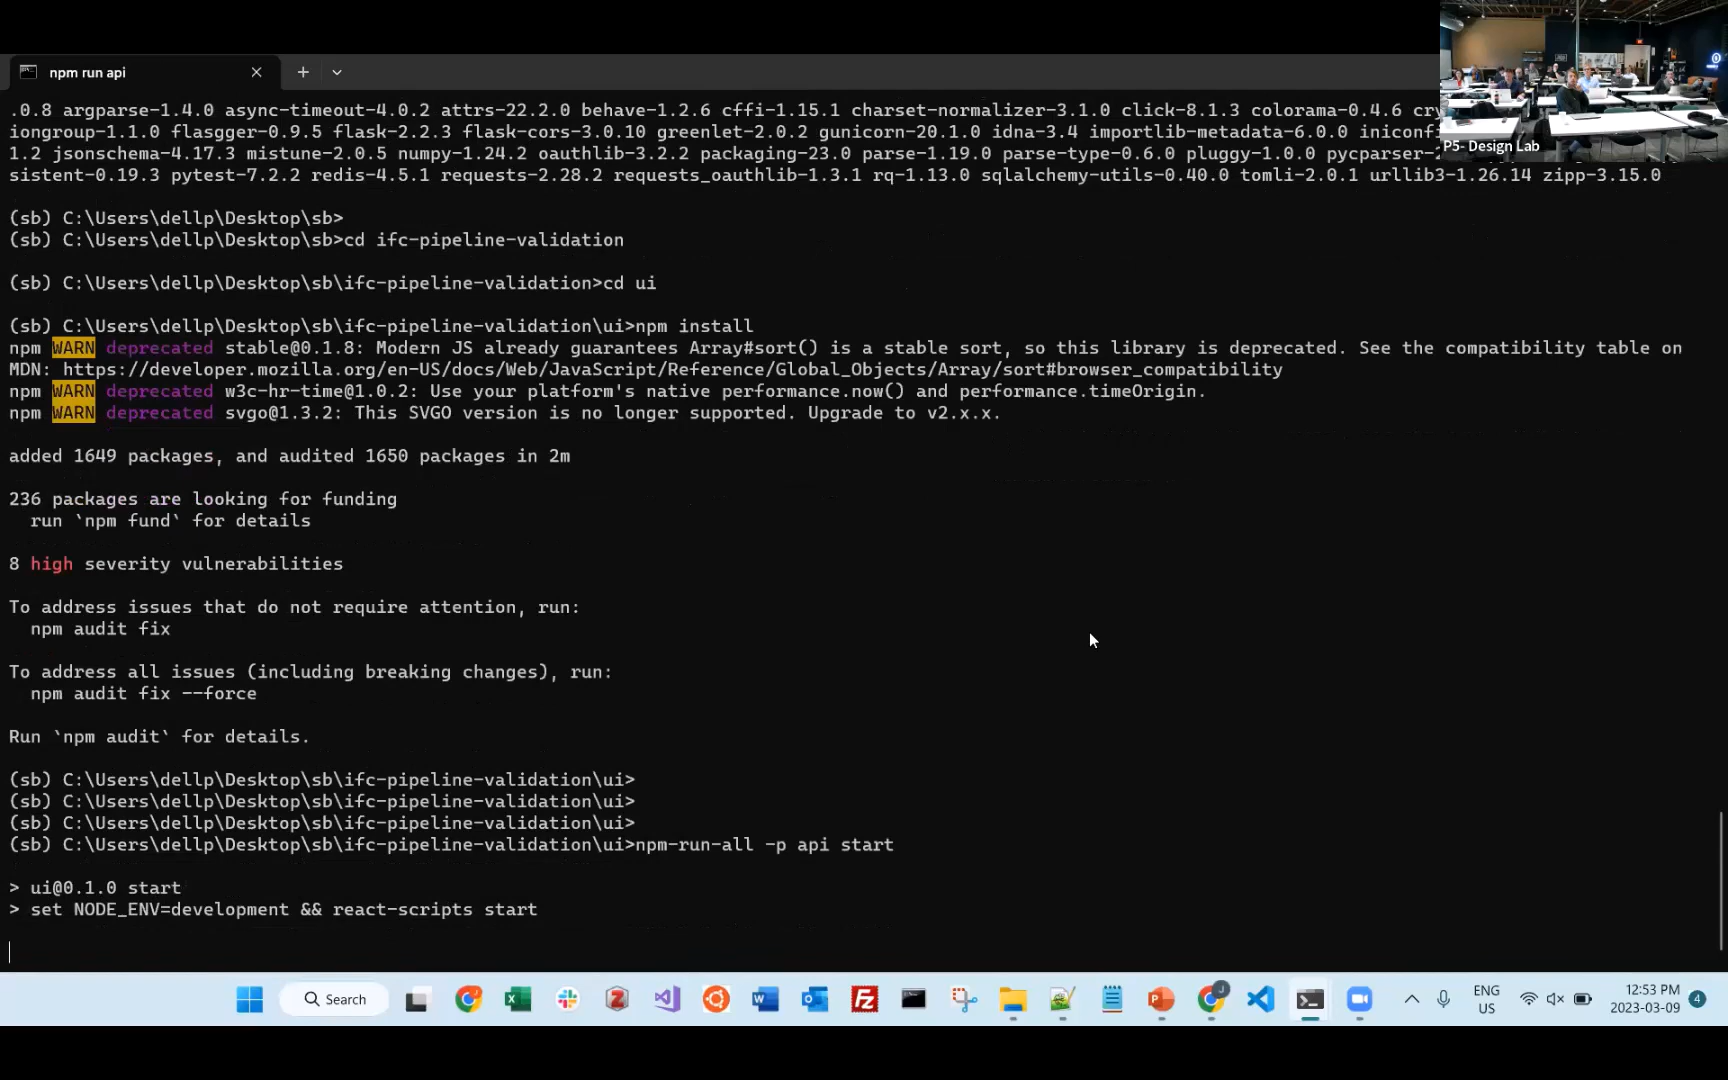 npm run api
.0.8 argparse-1.4.0 async-timeout-4.0.2 attrs-22.2.0 behave-1.2.6 cffi-1.15.1 charset-normalizer-3.1.0 click-8.1.3 colorama-0.4.6 cry
iongroup-1.1.0 flasgger-0.9.5 flask-2.2.3 flask-cors-3.0.10 greenlet-2.0.2 gunicorn-20.1.0 idna-3.4 importlib-metadata-6.0.0 iniconfi
1.2 jsonschema-4.17.3 mistune-2.0.5 numpy-1.24.2 oauthlib-3.2.2 packaging-23.0 parse-1.19.0 parse-type-0.6.0 pluggy-1.0.0 pycparser-2
P5- Design Lab
sistent-0.19.3 pytest-7.2.2 redis-4.5.1 requests-2.28.2 requests_oauthlib-1.3.1 rq-1.13.0 sqlalchemy-utils-0.40.0 tomli-2.0.1 urllib3-1.26.14 zipp-3.15.0
(sb) C:\Users\dellp\Desktop\sb>
(sb) C:\Users\dellp\Desktop\sb>cd ifc-pipeline-validation
(sb) C:\Users\dellp\Desktop\sb\ifc-pipeline-validation>cd ui
(sb) C:\Users\dellp\Desktop\sb\ifc-pipeline-validation\ui>npm install
npm WARN deprecated stable@0.1.8: Modern JS already guarantees Array#sort() is a stable sort, so this library is deprecated. See the compatibility table on
MDN: https://developer.mozilla.org/en-US/docs/Web/JavaScript/Reference/Global_Objects/Array/sort#browser_compatibility
npm WARN deprecated w3c-hr-time@1.0.2: Use your platform's native performance.now() and performance.timeOrigin.
npm WARN deprecated svgo@1.3.2: This SVGO version is no longer supported. Upgrade to v2.x.x.
added 1649 packages, and audited 1650 packages in 2m
236 packages are looking for funding
run `npm fund` for details
8 high severity vulnerabilities
To address issues that do not require attention, run:
npm audit fix
To address all issues (including breaking changes), run:
npm audit fix --force
Run `npm audit` for details.
(sb) C:\Users\dellp\Desktop\sb\ifc-pipeline-validation\ui>
(sb) C:\Users\dellp\Desktop\sb\ifc-pipeline-validation\ui>
(sb) C:\Users\dellp\Desktop\sb\ifc-pipeline-validation\ui>
(sb) C:\Users\dellp\Desktop\sb\ifc-pipeline-validation\ui>npm-run-all -p api start
> ui@0.1.0 start
> set NODE_ENV=development && react-scripts start
Search
ENG
US
12:53 PM
2023-03-09
4